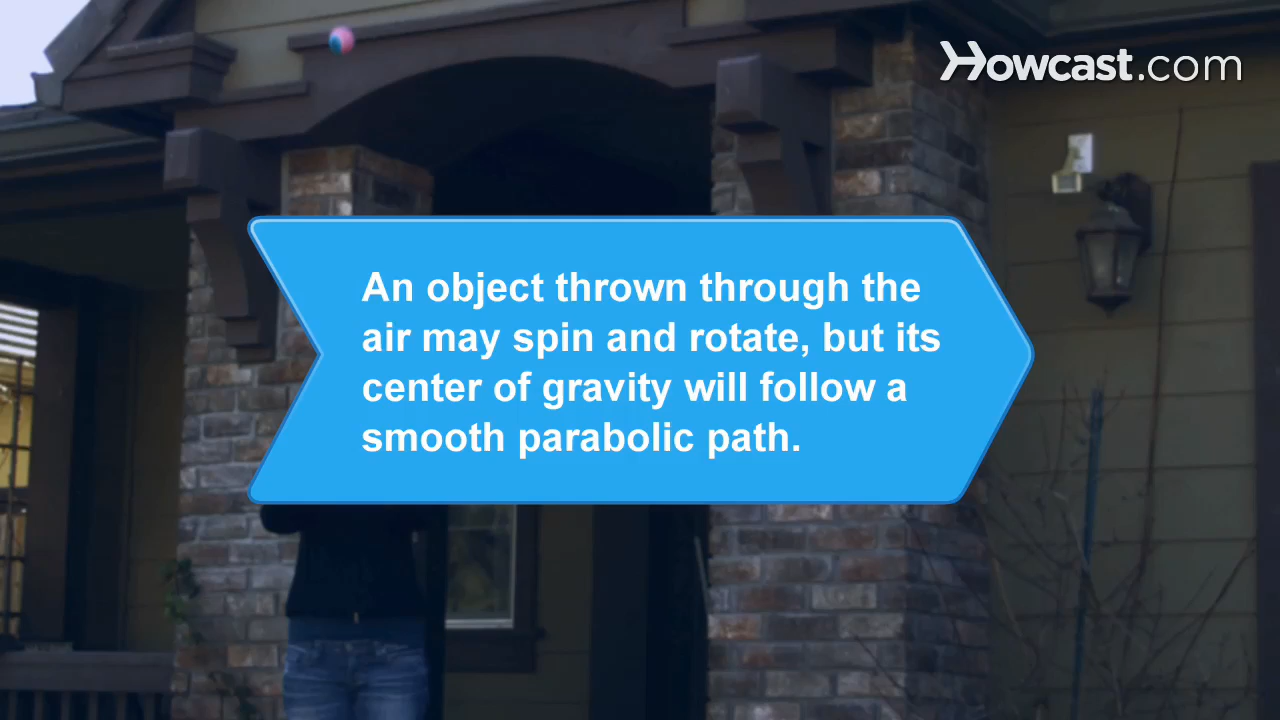 Howcast.com
An object thrown through the
air may spin and rotate, but its
center of gravity will follow a
smooth parabolic path.